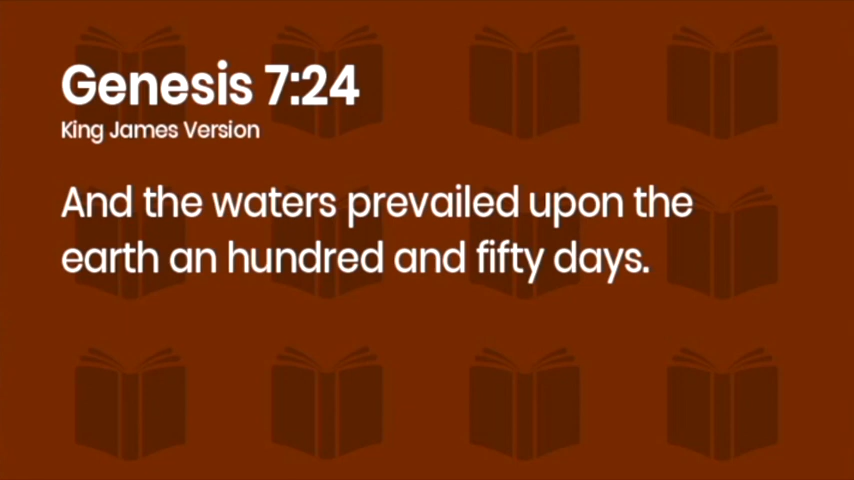 Genesis 7:24
King James Version
And the waters prevailed upon the
earth an hundred and fifty days.